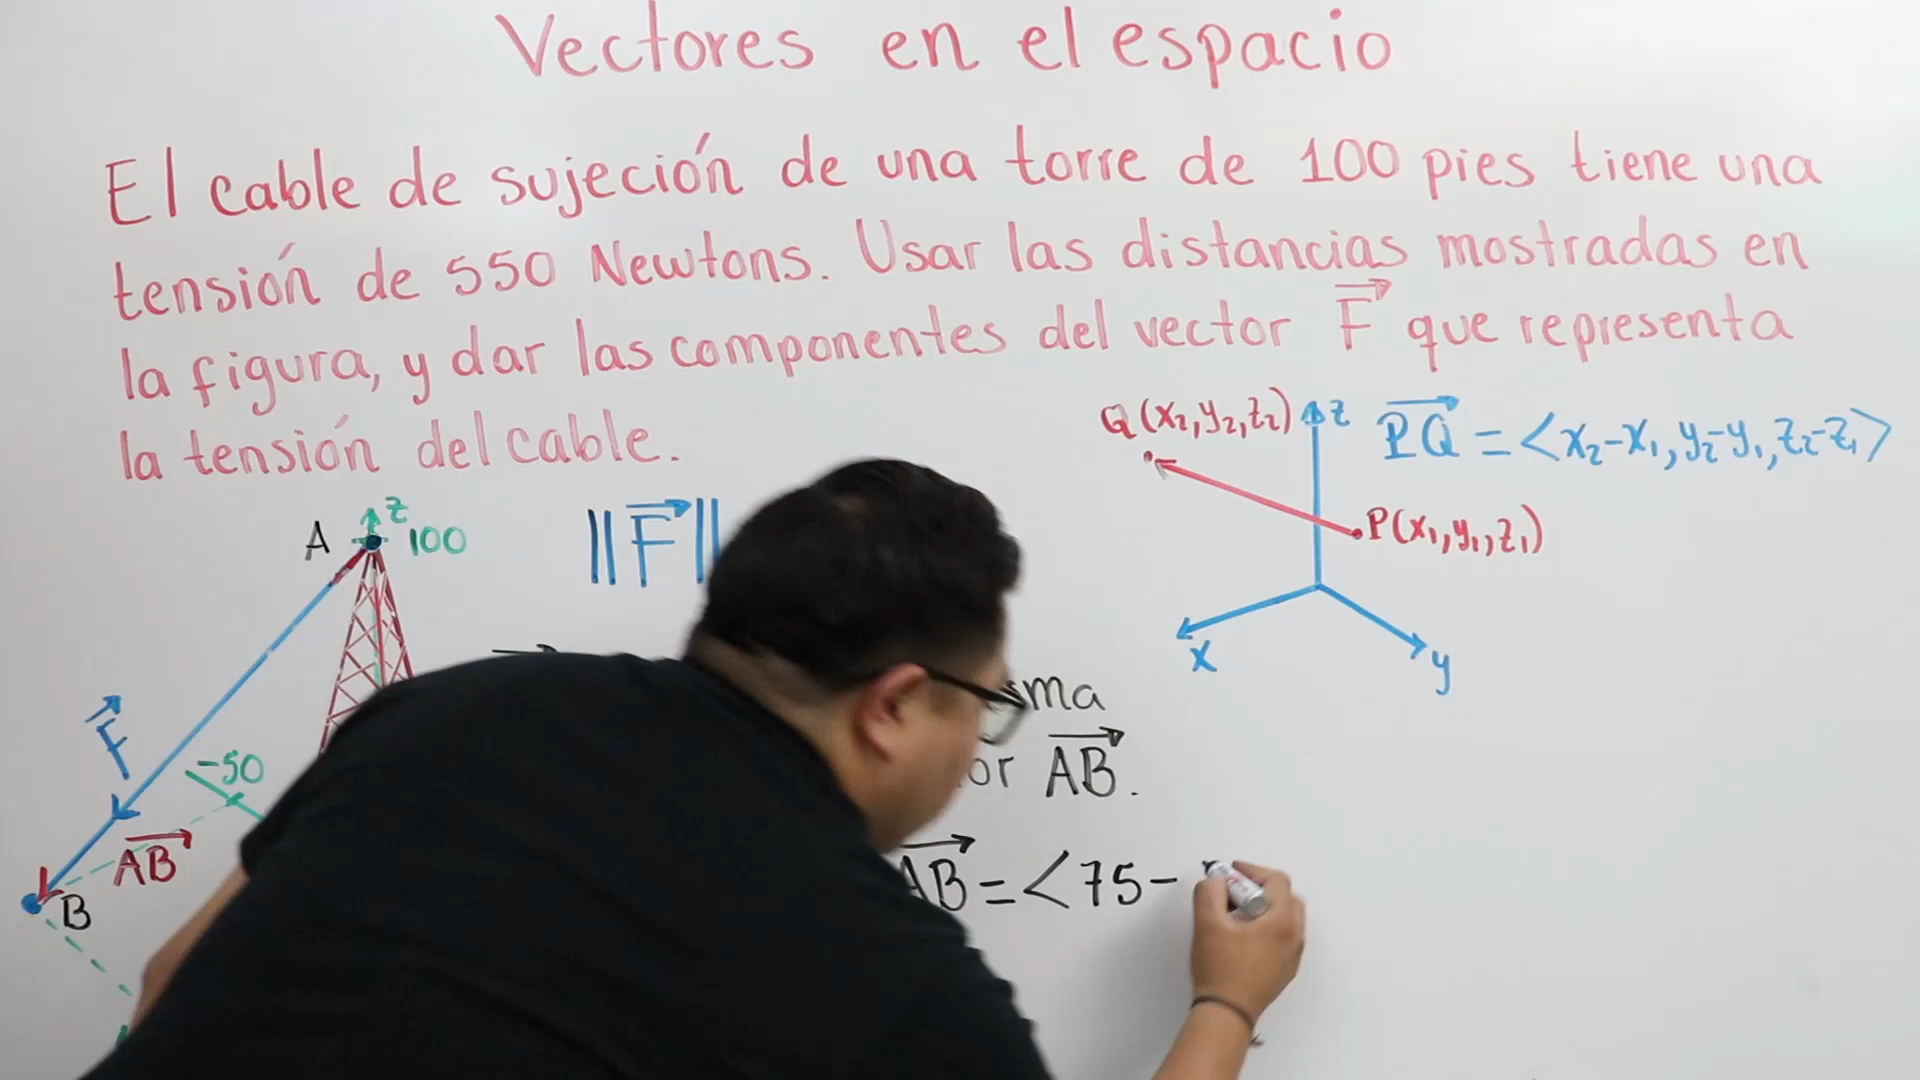 Vectores en el espacio
El cable de sujeción de una torre de 100 pies tiene una
tensión de 550 Newtons. Usar las distancias mostradas en
la figura, y dar las componentes del vector F que representa
la tensión del cable.
Q(x₂,y₂,z₂) z PQ = <x₂-x₁,y₂-y₁,z₂-z₁>
P(x₁,y₁,z₁)
x y
A z 100
||F||
F
-50
AB
B
AB.
AB = <75-